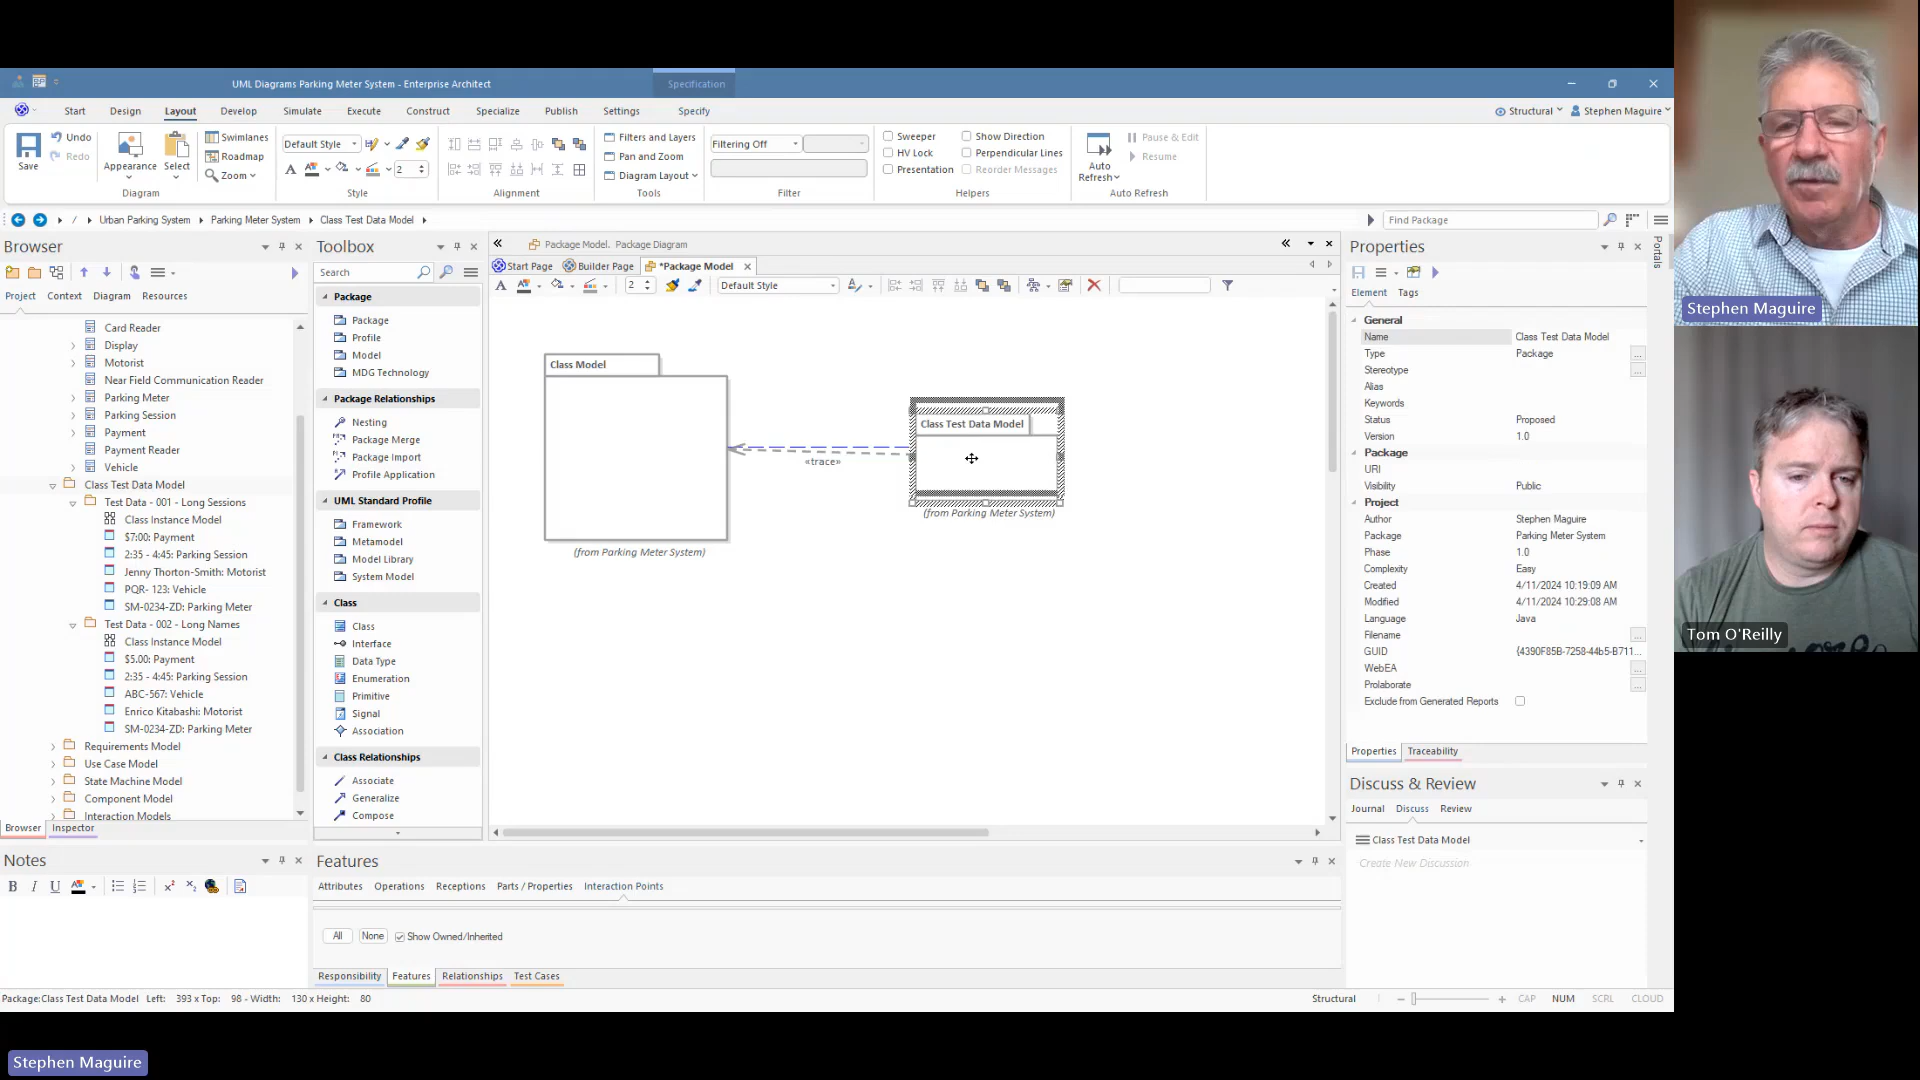 UML Diagrams Parking Meter System - Enterprise Architect
Specification
Start Design Layout Develop Simulate Execute Construct Specialize Publish Settings Specify
Structural Stephen Maguire
Save
Undo
Redo
Diagram
Appearance
Select
Swimlanes
Roadmap
Zoom
Default Style
2
Style
Alignment
Filters and Layers
Pan and Zoom
Diagram Layout
Tools
Filtering Off
Filter
Sweeper
HV Lock
Presentation
Show Direction
Perpendicular Lines
Reorder Messages
Helpers
Auto
Refresh
Pause & Edit
Resume
Auto Refresh
/ Urban Parking System Parking Meter System Class Test Data Model
Find Package
Portals
Browser
Project Context Diagram Resources
Card Reader
Display
Motorist
Near Field Communication Reader
Parking Meter
Parking Session
Payment
Payment Reader
Vehicle
Class Test Data Model
Test Data - 001 - Long Sessions
Class Instance Model
$7:00: Payment
2:35 - 4:45: Parking Session
Jenny Thorton-Smith: Motorist
PQR- 123: Vehicle
SM-0234-ZD: Parking Meter
Test Data - 002 - Long Names
Class Instance Model
$5.00: Payment
2:35 - 4:45: Parking Session
ABC-567: Vehicle
Enrico Kitabashi: Motorist
SM-0234-ZD: Parking Meter
Requirements Model
Use Case Model
State Machine Model
Component Model
Interaction Models
Browser Inspector
Toolbox
Search
Package
Package
Profile
Model
MDG Technology
Package Relationships
Nesting
Package Merge
Package Import
Profile Application
UML Standard Profile
Framework
Metamodel
Model Library
System Model
Class
Class
Interface
Data Type
Enumeration
Primitive
Signal
Association
Class Relationships
Associate
Generalize
Compose
Package Model. Package Diagram
Start Page Builder Page *Package Model
A 2 Default Style
Class Model
(from Parking Meter System)
«trace»
Class Test Data Model
(from Parking Meter System)
Properties
Element Tags
General
Name Class Test Data Model
Type Package
Stereotype
Alias
Keywords
Status Proposed
Version 1.0
Package
URI
Visibility Public
Project
Author Stephen Maguire
Package Parking Meter System
Phase 1.0
Complexity Easy
Created 4/11/2024 10:19:09 AM
Modified 4/11/2024 10:29:08 AM
Language Java
Filename
GUID {4390F85B-7258-44b5-B711...
WebEA
Prolaborate
Exclude from Generated Reports
Properties Traceability
Discuss & Review
Journal Discuss Review
Class Test Data Model
Create New Discussion
Notes
B I U
Features
Attributes Operations Receptions Parts / Properties Interaction Points
All None Show Owned/Inherited
Responsibility Features Relationships Test Cases
Package:Class Test Data Model Left: 393 x Top: 98 - Width: 130 x Height: 80
Structural CAP NUM SCRL CLOUD
Stephen Maguire
Tom O'Reilly
Stephen Maguire